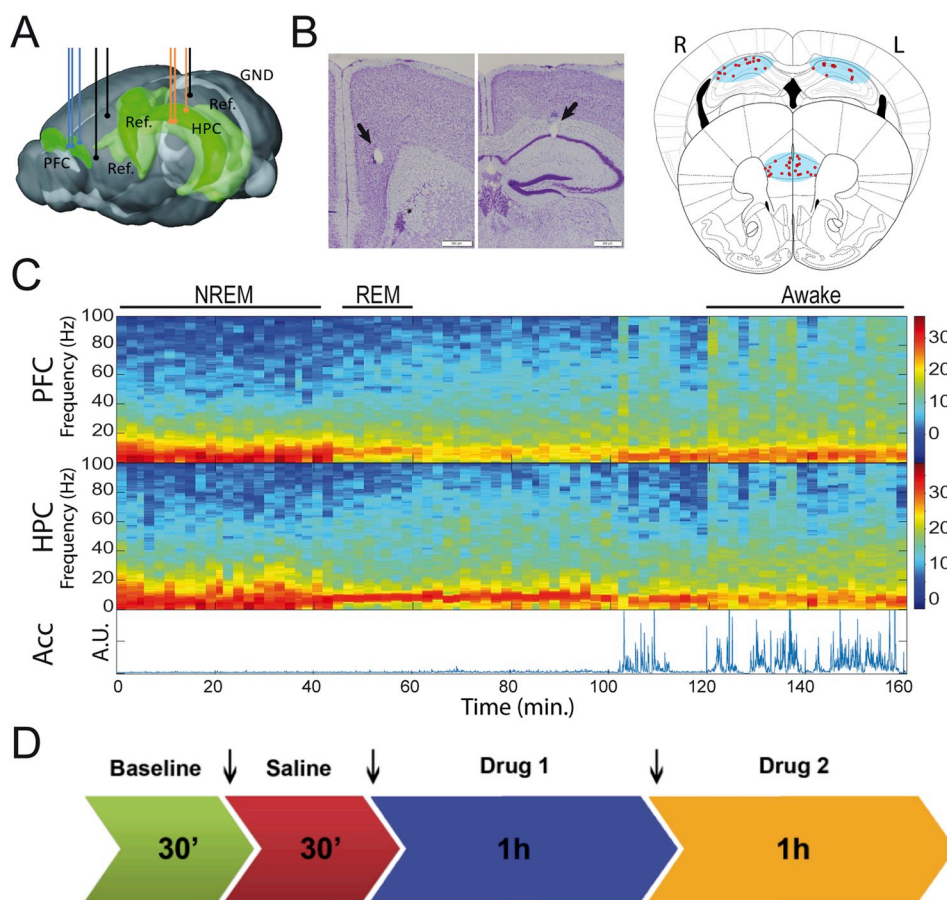 A
GND
Ref.
Ref.
HPC
PFC
Ref.
B
R
L
C
NREM
REM
Awake
PFC
Frequency (Hz)
100
80
60
40
20
30
20
10
0
HPC
Frequency (Hz)
100
80
60
40
20
0
30
20
10
0
Acc
A.U.
0
20
40
60
80
100
120
140
160
Time (min.)
D
Baseline
Saline
Drug 1
Drug 2
30’
30’
1h
1h